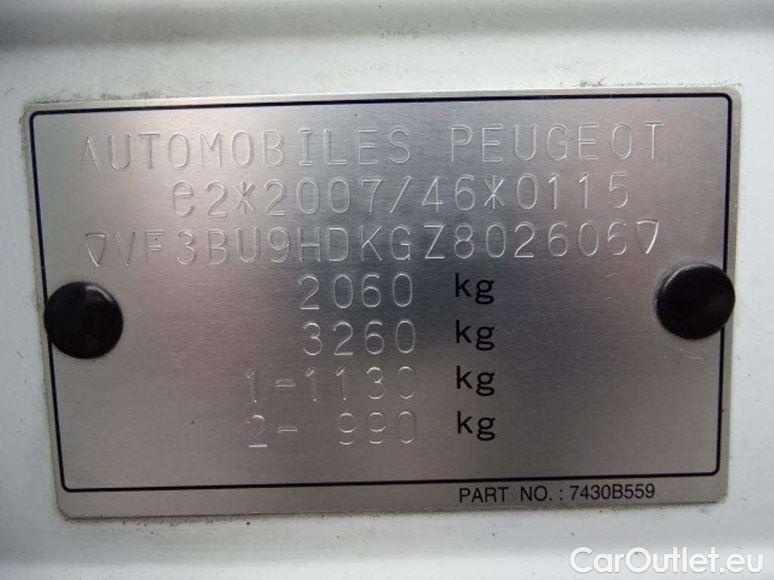 AUTOMOBILES PEUGEOT
e2*2007/46*0115
▽VF3BU9HDKGZ802606▽
2060 kg
3260 kg
1-1130 kg
2- 990 kg
PART NO.: 7430B559
CarOutlet.eu